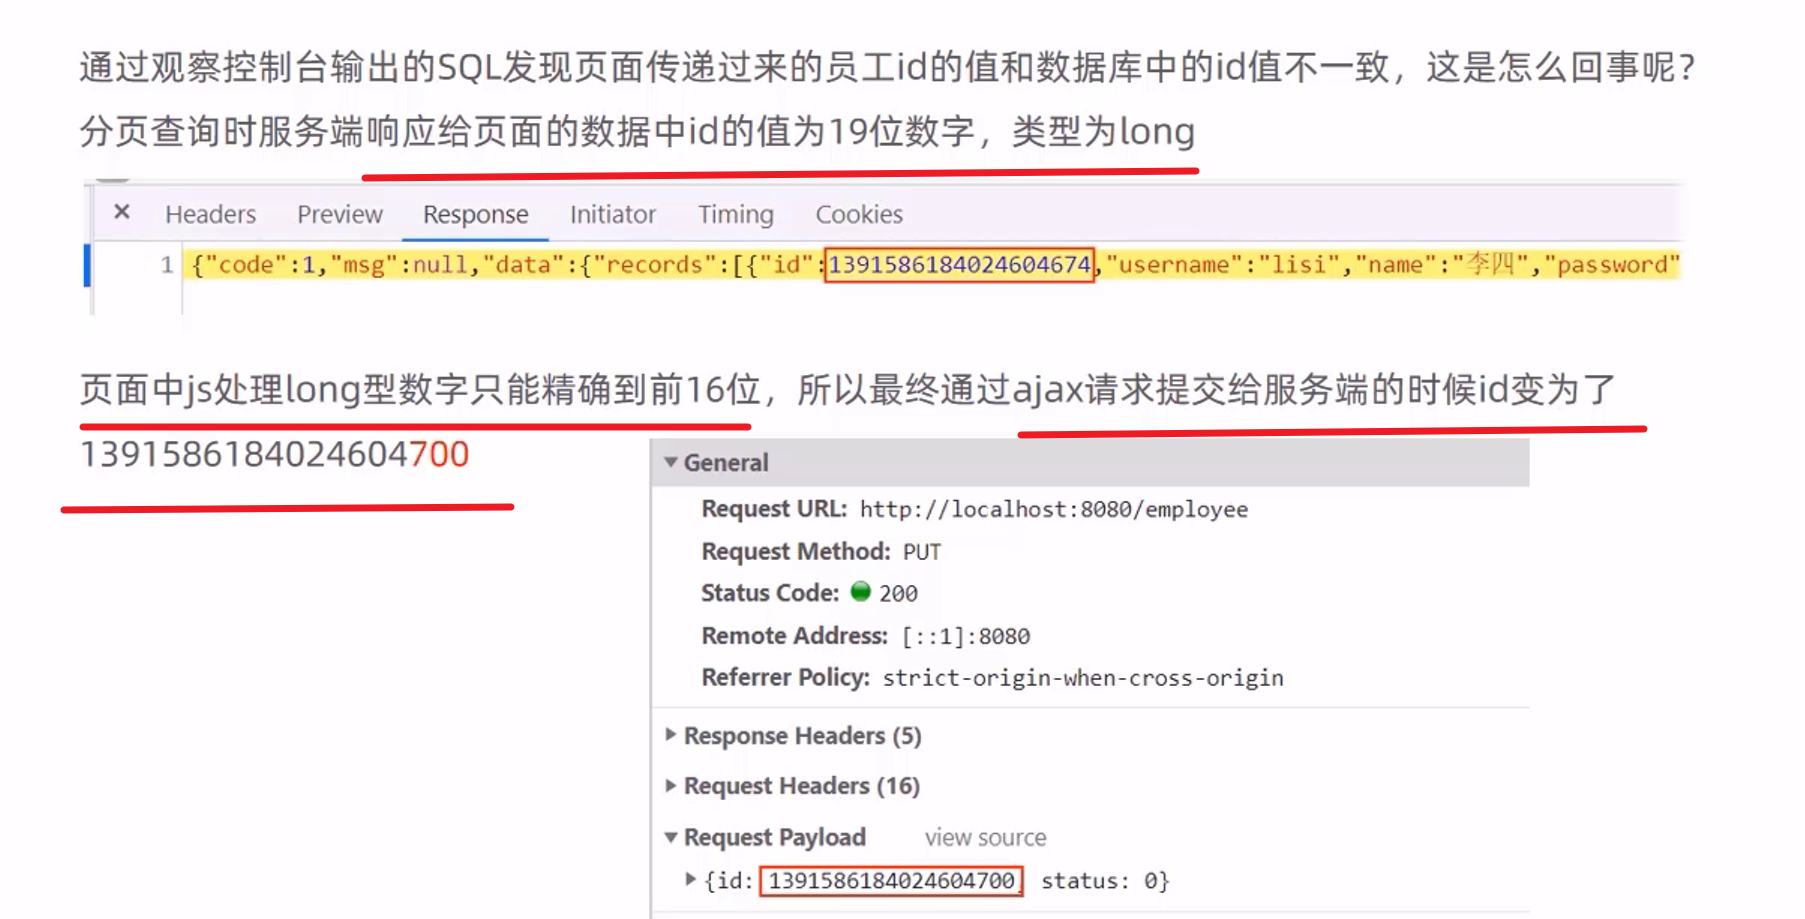 通过观察控制台输出的SQL发现页面传递过来的员工id的值和数据库中的id值不一致，这是怎么回事呢？
分页查询时服务端响应给页面的数据中id的值为19位数字，类型为long
× Headers Preview Response Initiator Timing Cookies
1 {"code":1,"msg":null,"data":{"records":[{"id":1391586184024604674,"username":"lisi","name":"李四","password"
页面中js处理long型数字只能精确到前16位，所以最终通过ajax请求提交给服务端的时候id变为了
1391586184024604700
▼ General
Request URL: http://localhost:8080/employee
Request Method: PUT
Status Code: 200
Remote Address: [::1]:8080
Referrer Policy: strict-origin-when-cross-origin
▶ Response Headers (5)
▶ Request Headers (16)
▼ Request Payload view source
▶ {id: 1391586184024604700, status: 0}